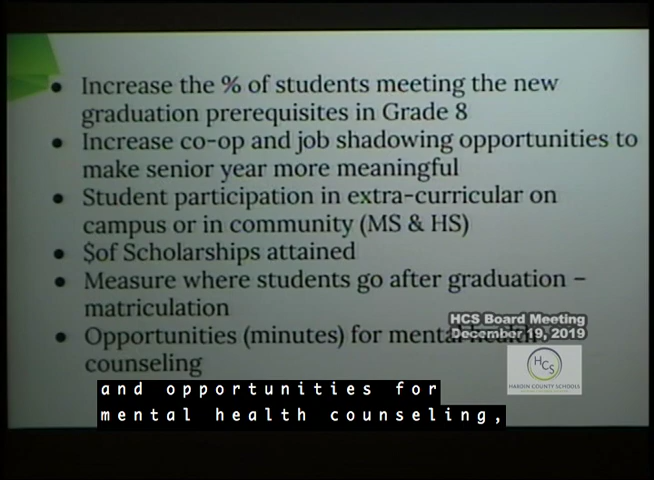 • Increase the % of students meeting the new
graduation prerequisites in Grade 8
• Increase co-op and job shadowing opportunities to
make senior year more meaningful
• Student participation in extra-curricular on
campus or in community (MS & HS)
• $of Scholarships attained
• Measure where students go after graduation –
matriculation
• Opportunities (minutes) for mental health
counseling
HCS Board Meeting
December 19, 2019
HCS
HARDIN COUNTY SCHOOLS
and opportunities for
mental health counseling,